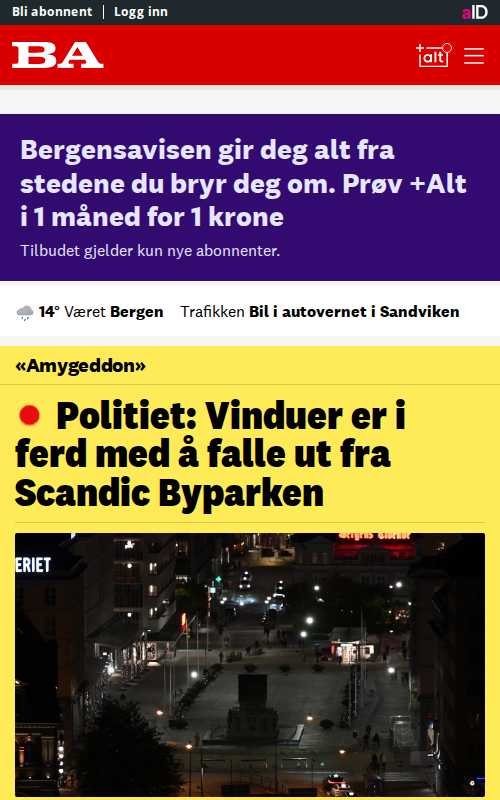 Bli abonnent | Logg inn
aID
BA
+alt
Bergensavisen gir deg alt fra
stedene du bryr deg om. Prøv +Alt
i 1 måned for 1 krone
Tilbudet gjelder kun nye abonnenter.
14° Været Bergen Trafikken Bil i autovernet i Sandviken
«Amygeddon»
Politiet: Vinduer er i
ferd med å falle ut fra
Scandic Byparken
ERIET
Bergens Tidende